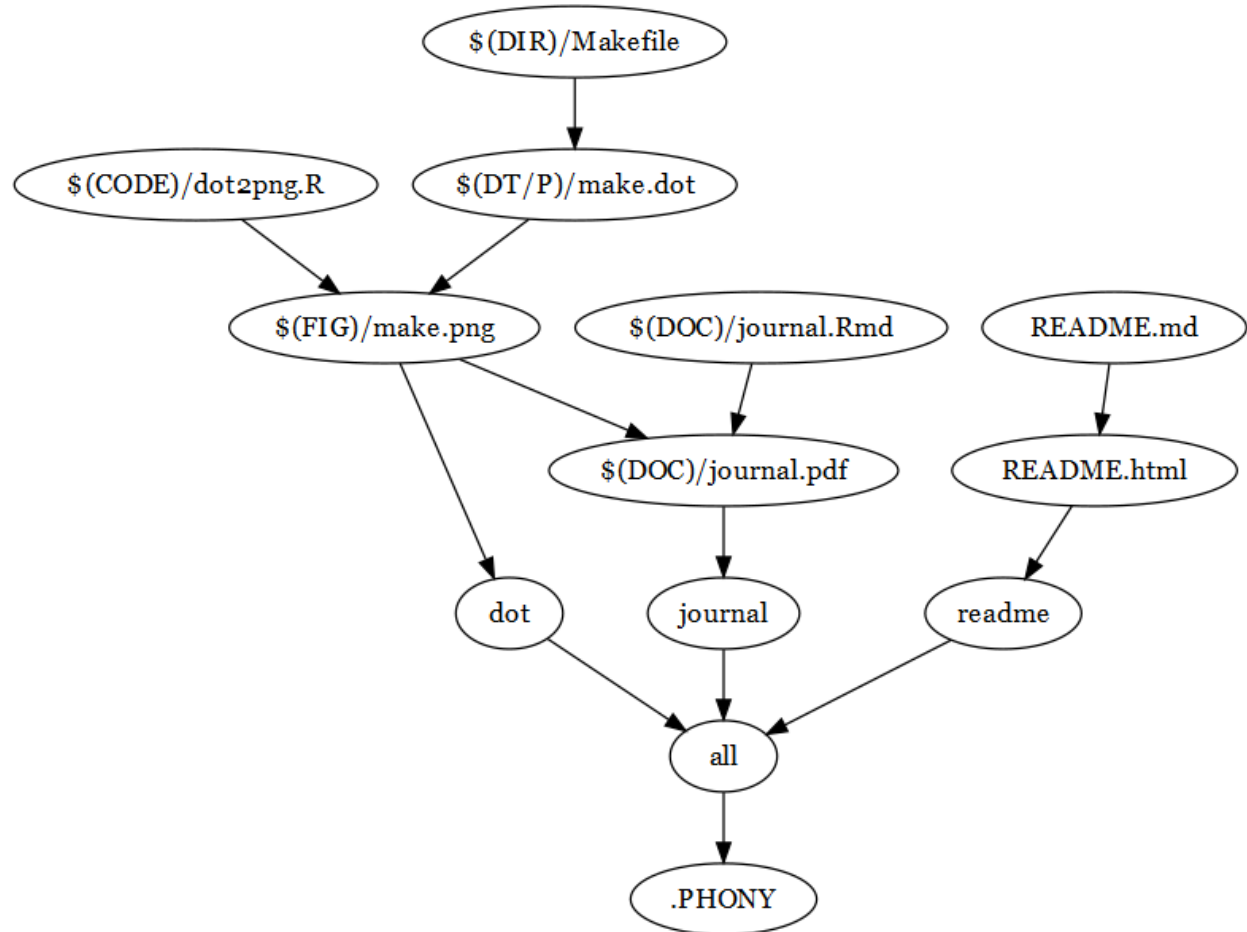 $(DIR)/Makefile
$(CODE)/dot2png.R
$(DT/P)/make.dot
$(FIG)/make.png
$(DOC)/journal.Rmd
README.md
$(DOC)/journal.pdf
README.html
dot
journal
readme
all
.PHONY